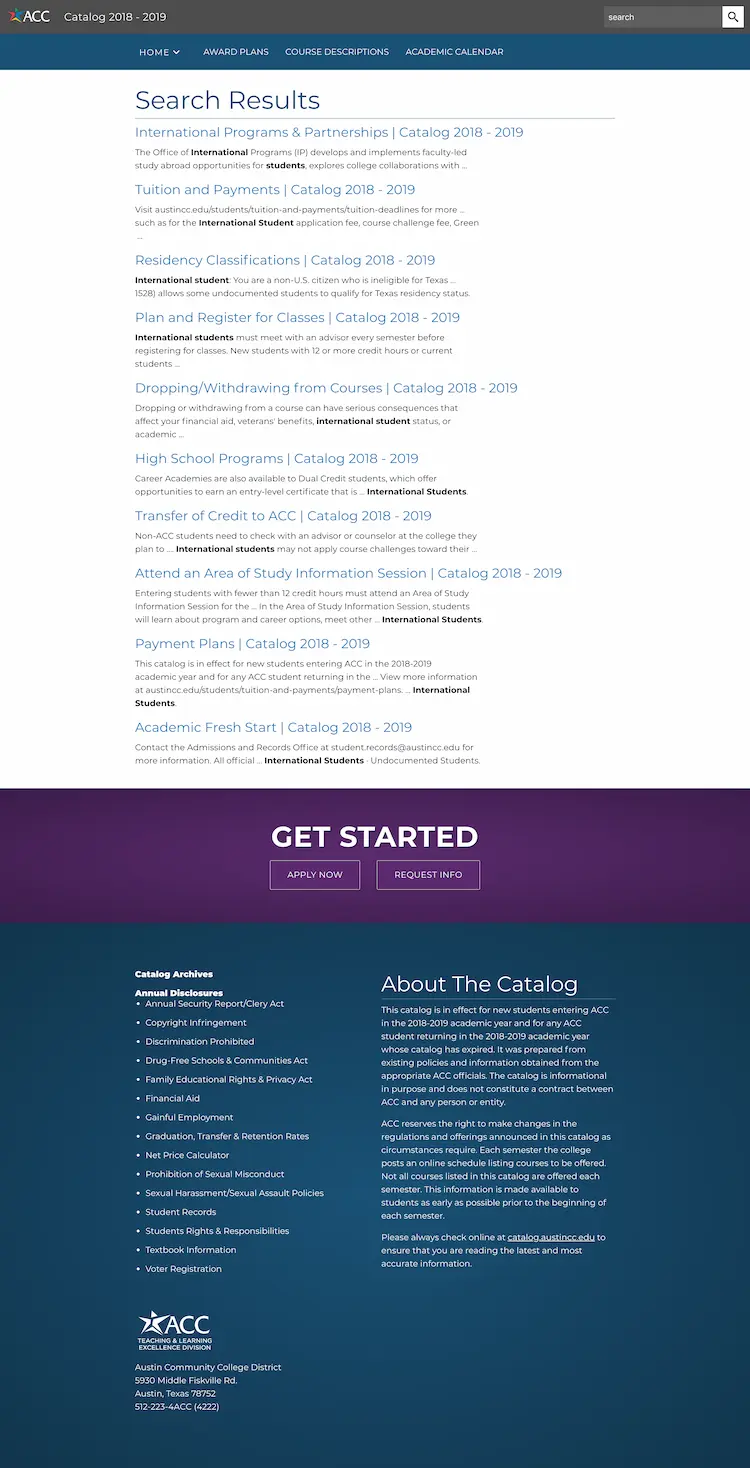 ACC Catalog 2018 - 2019
search
HOME AWARD PLANS COURSE DESCRIPTIONS ACADEMIC CALENDAR
Search Results
International Programs & Partnerships | Catalog 2018 - 2019
The Office of International Programs (IP) develops and implements faculty-led
study abroad opportunities for students, explores college collaborations with ...
Tuition and Payments | Catalog 2018 - 2019
Visit austincc.edu/students/tuition-and-payments/tuition-deadlines for more ...
such as for the International Student application fee, course challenge fee, Green
...
Residency Classifications | Catalog 2018 - 2019
International student: You are a non-U.S. citizen who is ineligible for Texas ...
1528) allows some undocumented students to qualify for Texas residency status.
Plan and Register for Classes | Catalog 2018 - 2019
International students must meet with an advisor every semester before
registering for classes. New students with 12 or more credit hours or current
students ...
Dropping/Withdrawing from Courses | Catalog 2018 - 2019
Dropping or withdrawing from a course can have serious consequences that
affect your financial aid, veterans' benefits, international student status, or
academic ...
High School Programs | Catalog 2018 - 2019
Career Academies are also available to Dual Credit students, which offer
opportunities to earn an entry-level certificate that is ... International Students.
Transfer of Credit to ACC | Catalog 2018 - 2019
Non-ACC students need to check with an advisor or counselor at the college they
plan to .... International students may not apply course challenges toward their ...
Attend an Area of Study Information Session | Catalog 2018 - 2019
Entering students with fewer than 12 credit hours must attend an Area of Study
Information Session for the ... In the Area of Study Information Session, students
will learn about program and career options, meet other ... International Students.
Payment Plans | Catalog 2018 - 2019
This catalog is in effect for new students entering ACC in the 2018-2019
academic year and for any ACC student returning in the ... View more information
at austincc.edu/students/tuition-and-payments/payment-plans. ... International
Students.
Academic Fresh Start | Catalog 2018 - 2019
Contact the Admissions and Records Office at student.records@austincc.edu for
more information. All official ... International Students · Undocumented Students.
GET STARTED
APPLY NOW REQUEST INFO
Catalog Archives
Annual Disclosures
• Annual Security Report/Clery Act
• Copyright Infringement
• Discrimination Prohibited
• Drug-Free Schools & Communities Act
• Family Educational Rights & Privacy Act
• Financial Aid
• Gainful Employment
• Graduation, Transfer & Retention Rates
• Net Price Calculator
• Prohibition of Sexual Misconduct
• Sexual Harassment/Sexual Assault Policies
• Student Records
• Students Rights & Responsibilities
• Textbook Information
• Voter Registration
About The Catalog
This catalog is in effect for new students entering ACC
in the 2018-2019 academic year and for any ACC
student returning in the 2018-2019 academic year
whose catalog has expired. It was prepared from
existing policies and information obtained from the
appropriate ACC officials. The catalog is informational
in purpose and does not constitute a contract between
ACC and any person or entity.
ACC reserves the right to make changes in the
regulations and offerings announced in this catalog as
circumstances require. Each semester the college
posts an online schedule listing courses to be offered.
Not all courses listed in this catalog are offered each
semester. This information is made available to
students as early as possible prior to the beginning of
each semester.
Please always check online at catalog.austincc.edu to
ensure that you are reading the latest and most
accurate information.
ACC
TEACHING & LEARNING
EXCELLENCE DIVISION
Austin Community College District
5930 Middle Fiskville Rd.
Austin, Texas 78752
512-223-4ACC (4222)